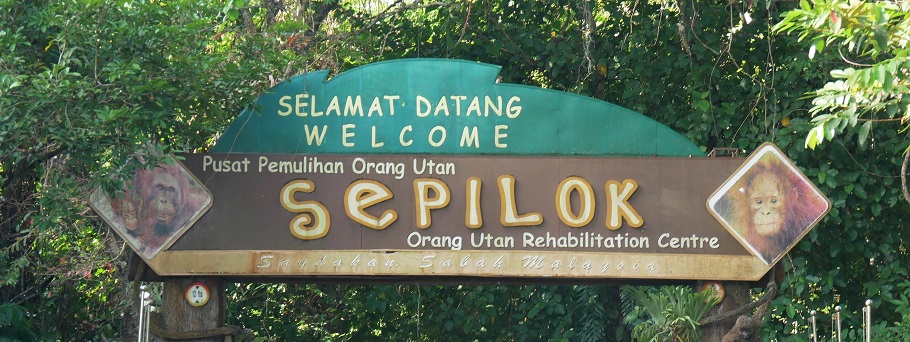 SELAMAT DATANG
WELCOME
Pusat Pemulihan Orang Utan
SEPILOK
Orang Utan Rehabilitation Centre
Sandakan Sabah Malaysia